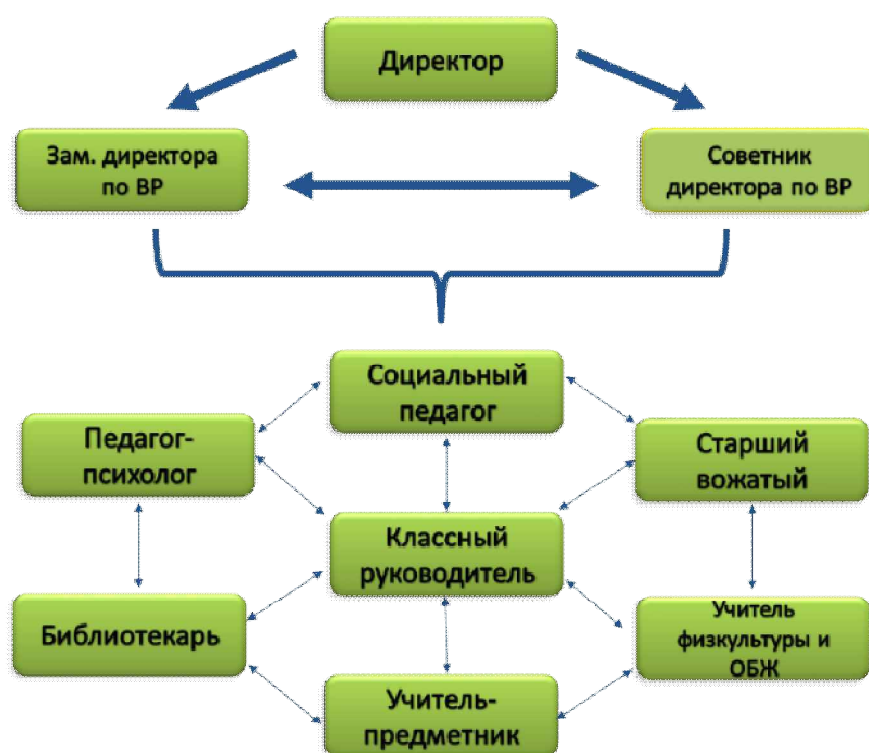 Директор
Зам. директора
по ВР
Советник
директора по ВР
Социальный
педагог
Педагог-
психолог
Старший
вожатый
Классный
руководитель
Библиотекарь
Учитель
физкультуры и
ОБЖ
Учитель-
предметник